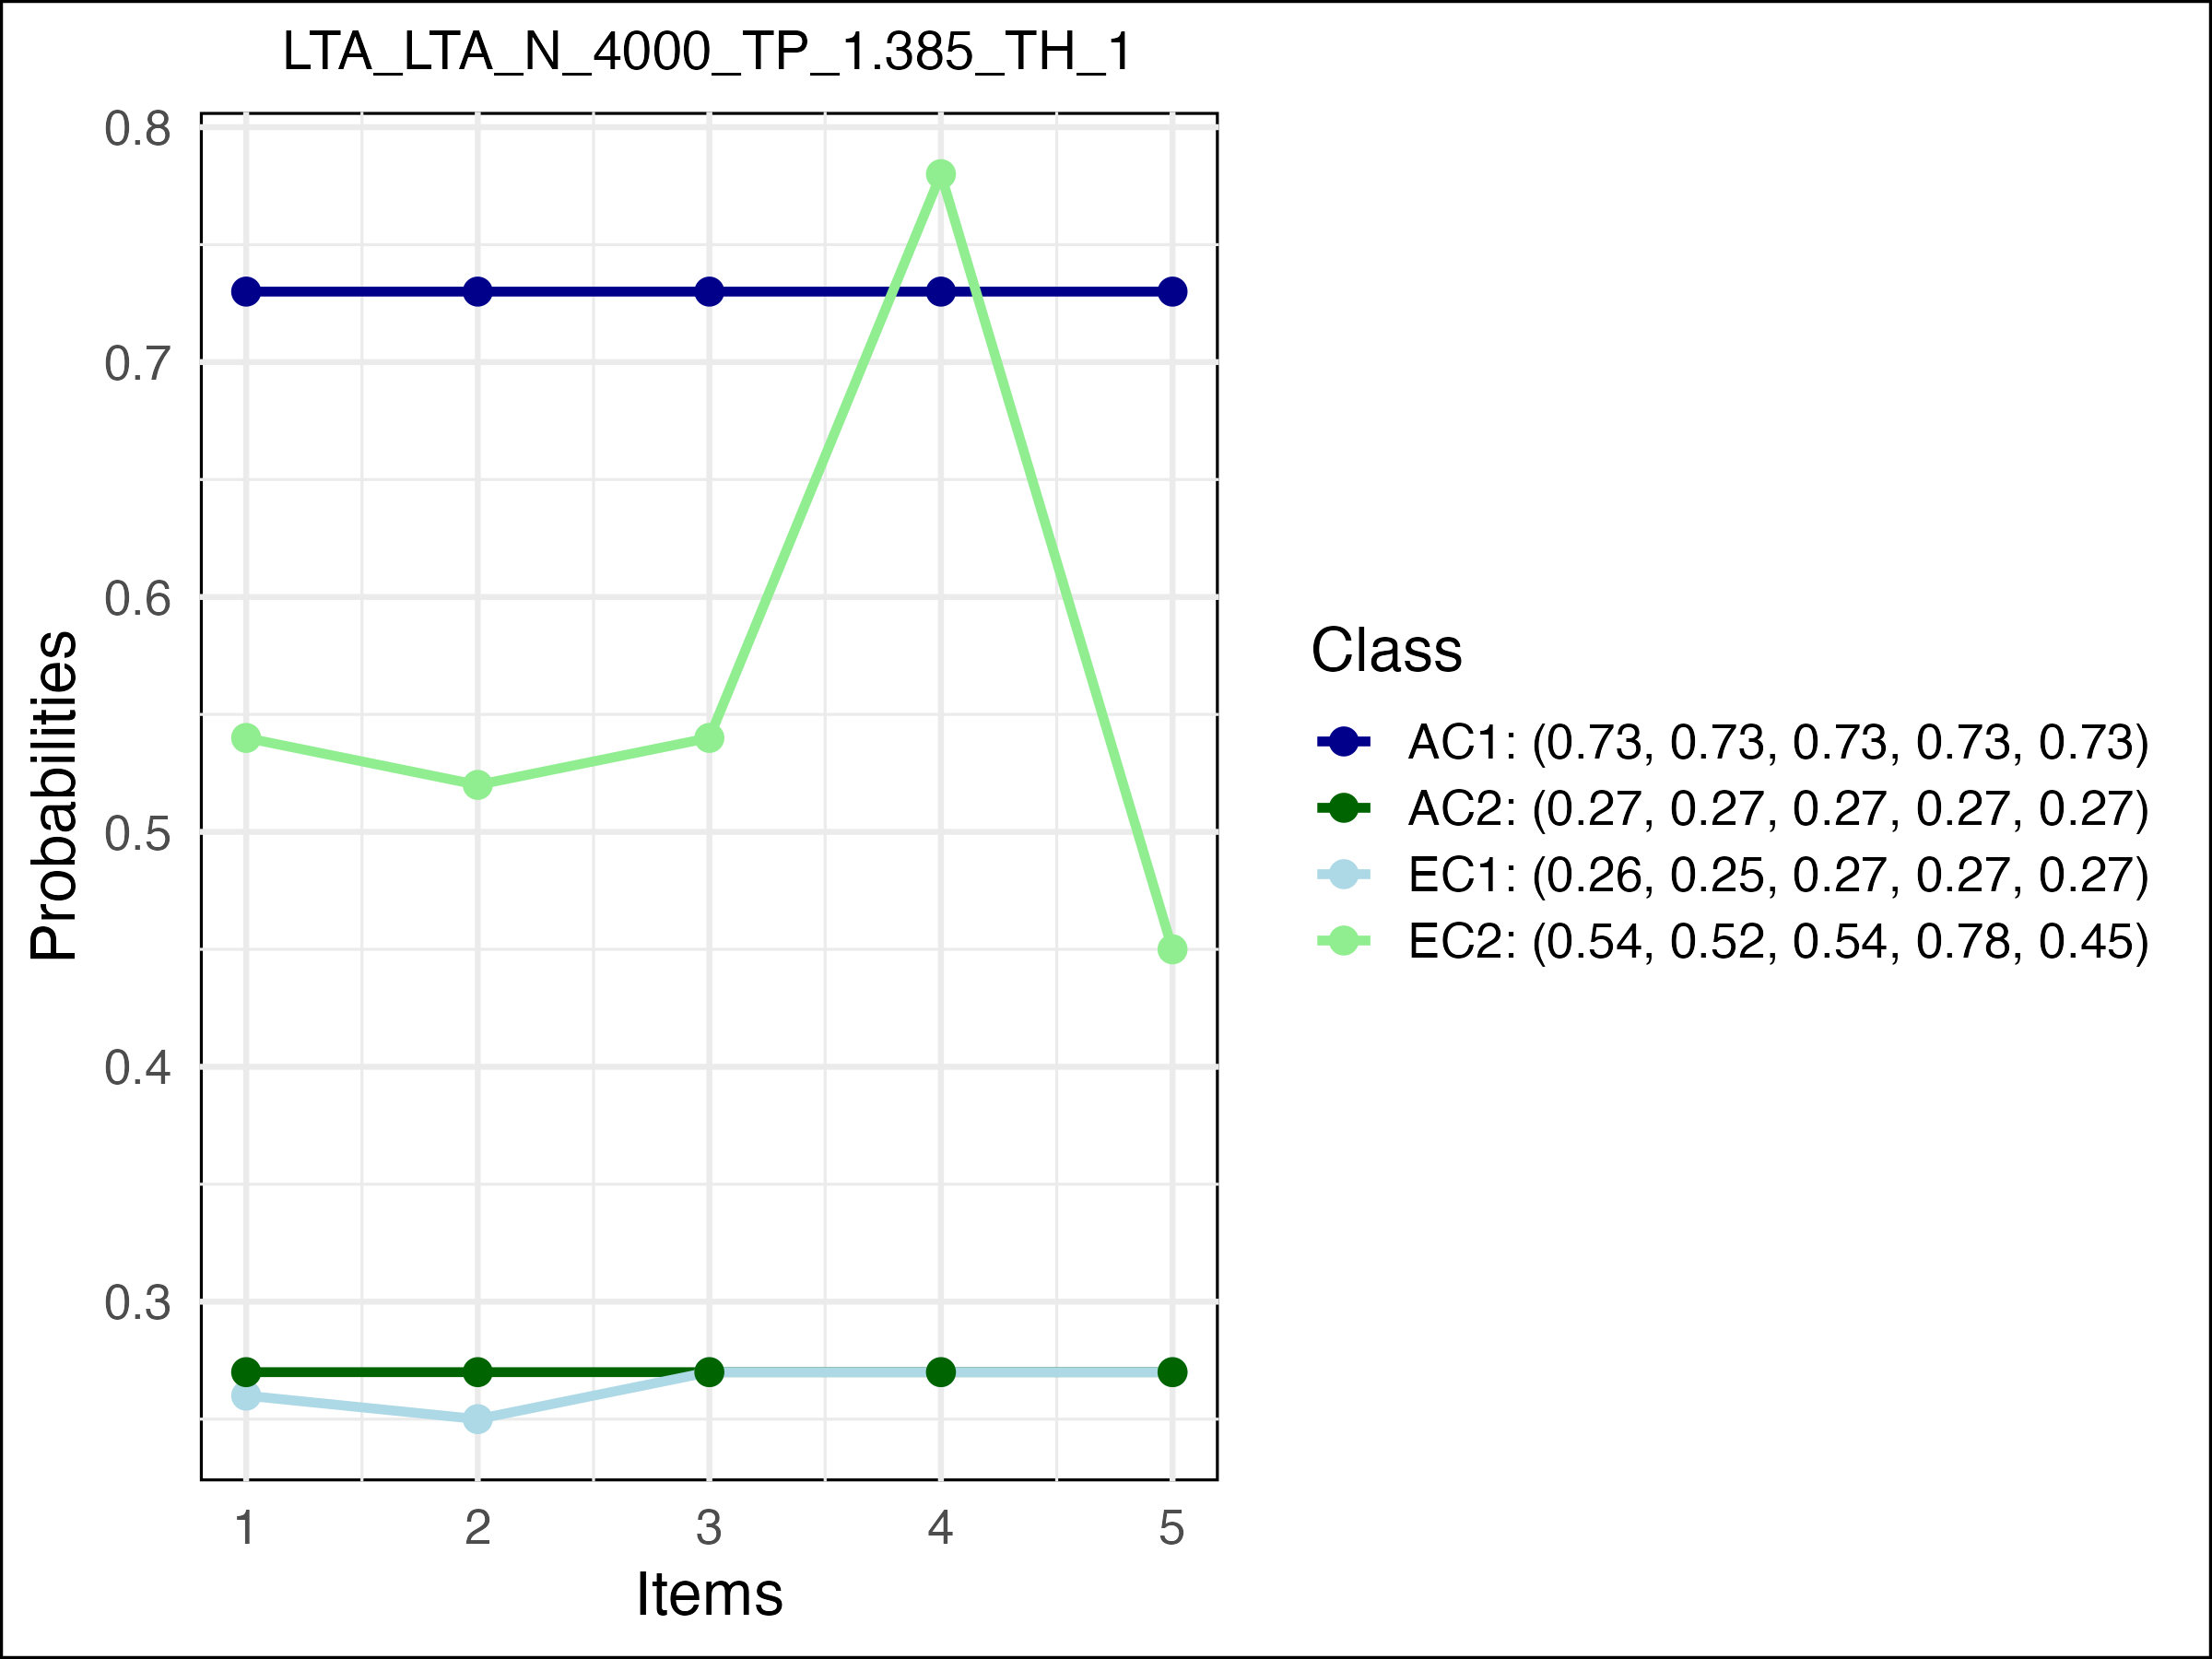 LTA_LTA_N_4000_TP_1.385_TH_1
0.8
0.7
0.6
0.5
0.4
0.3
Probabilities
1 2 3 4 5
Items
Class
AC1: (0.73, 0.73, 0.73, 0.73, 0.73)
AC2: (0.27, 0.27, 0.27, 0.27, 0.27)
EC1: (0.26, 0.25, 0.27, 0.27, 0.27)
EC2: (0.54, 0.52, 0.54, 0.78, 0.45)